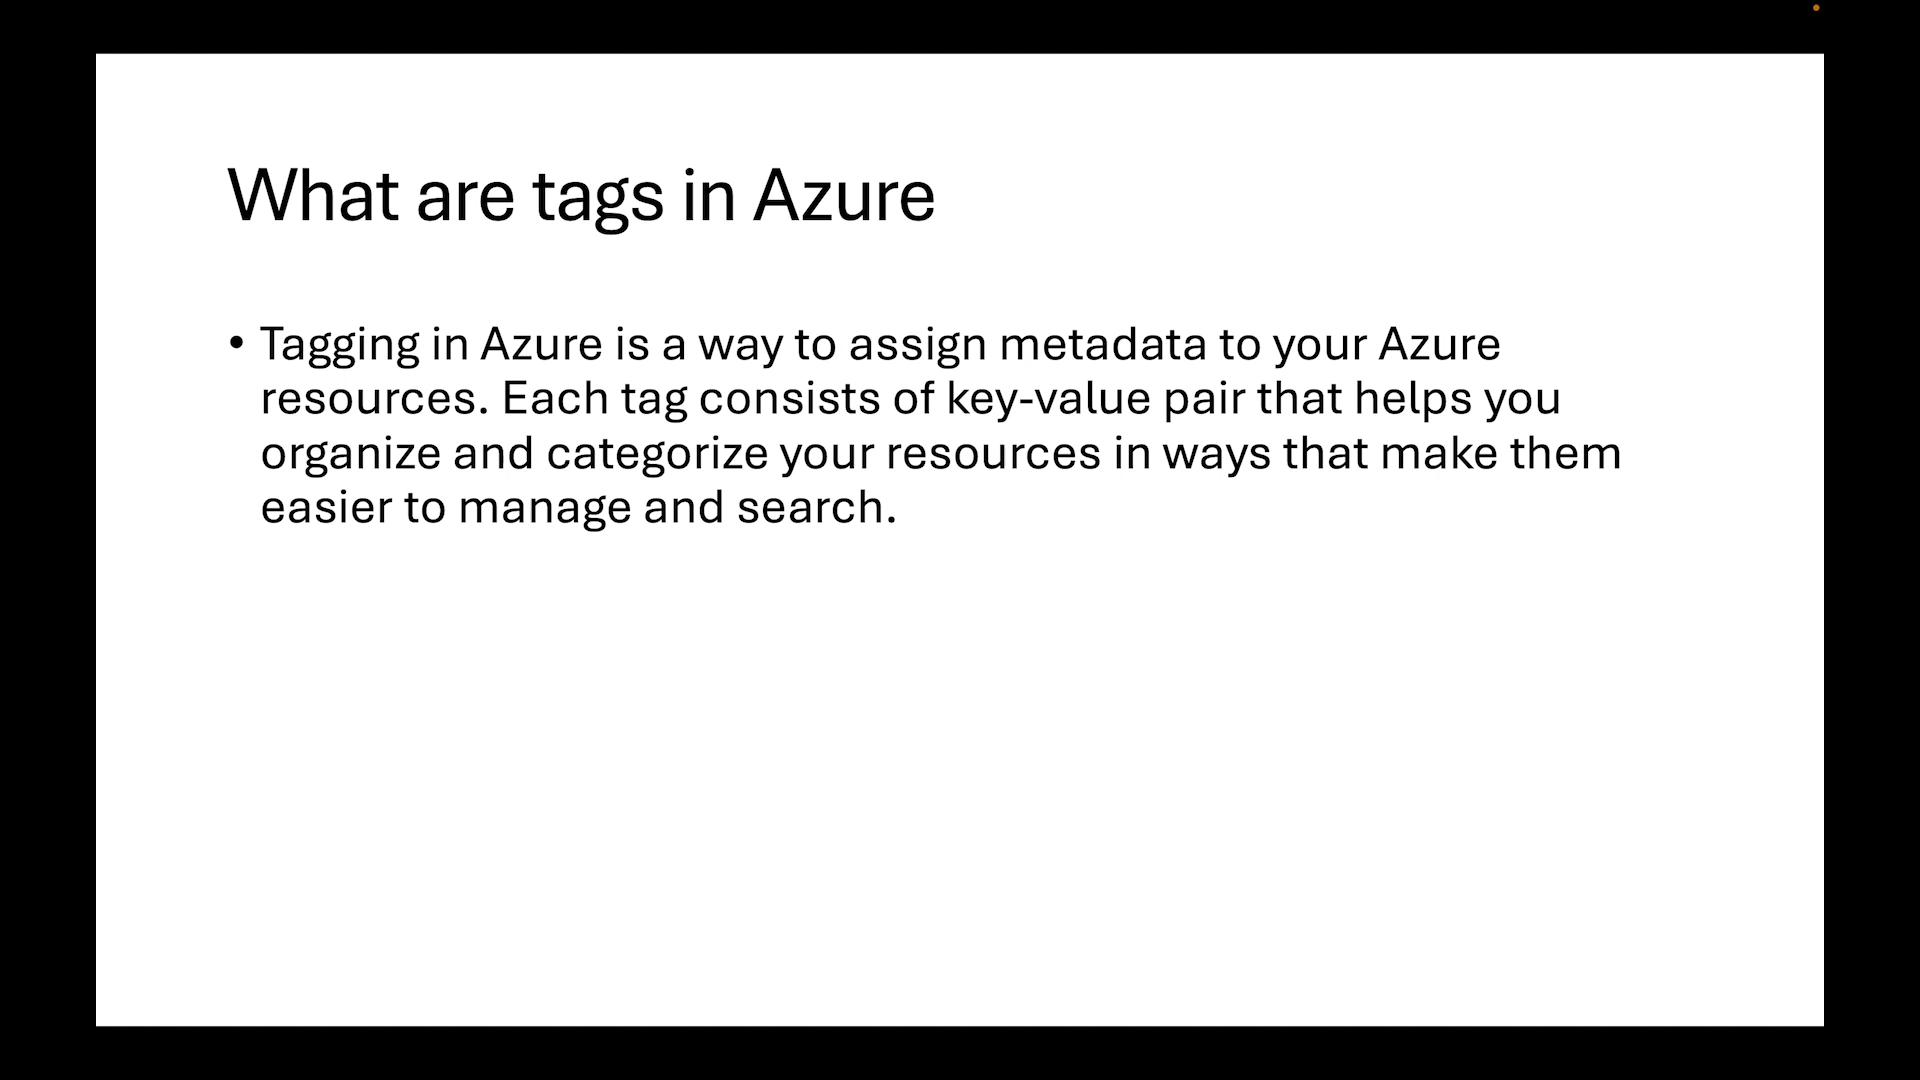 What are tags in Azure
• Tagging in Azure is a way to assign metadata to your Azure
resources. Each tag consists of key-value pair that helps you
organize and categorize your resources in ways that make them
easier to manage and search.